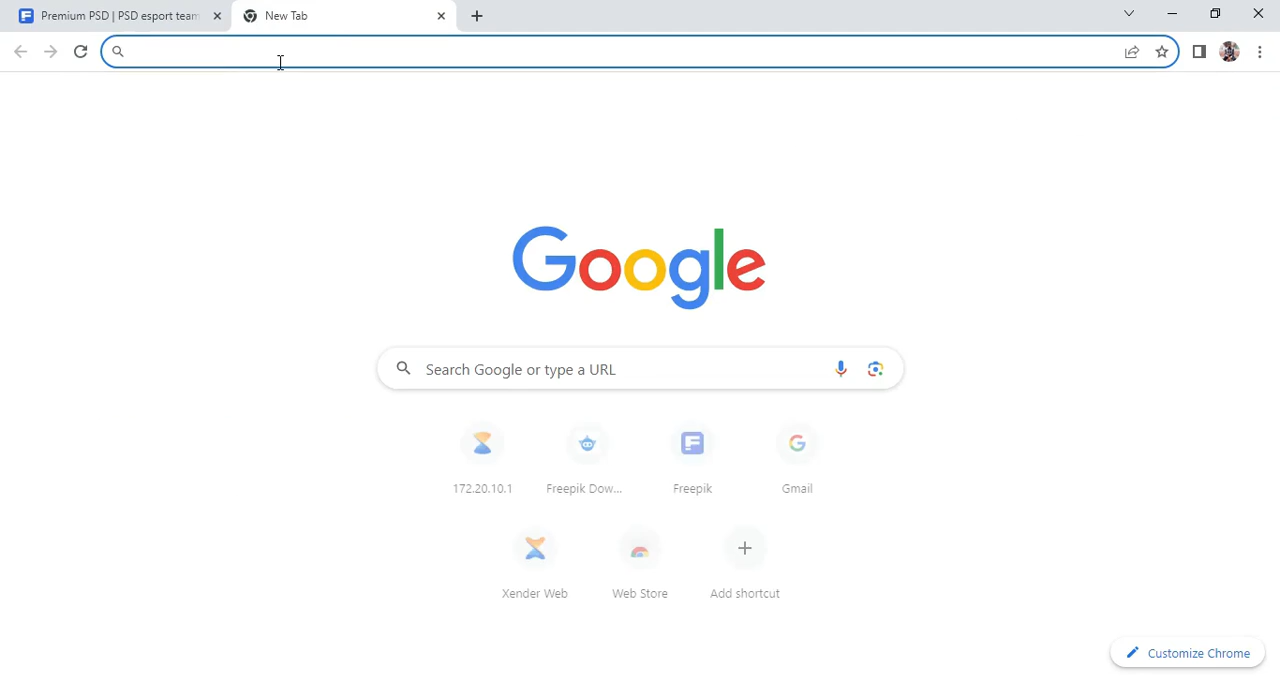 Premium PSD | PSD esport team
New Tab
Google
Search Google or type a URL
172.20.10.1
Freepik Dow...
Freepik
Gmail
Xender Web
Web Store
Add shortcut
Customize Chrome